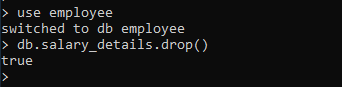 > use employee
switched to db employee
> db.salary_details.drop()
true
>